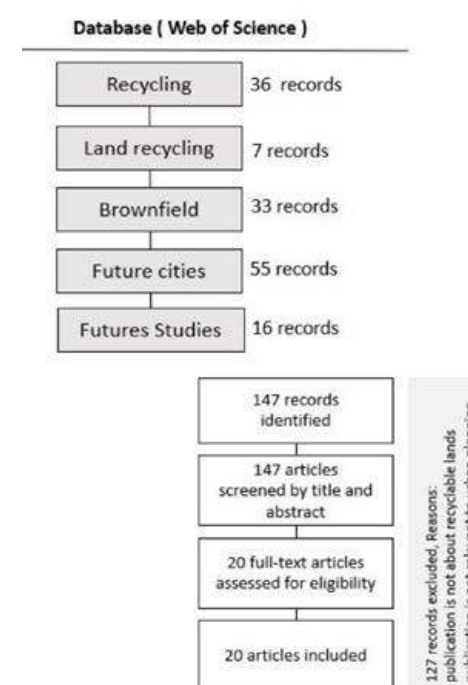 Database ( Web of Science )
Recycling
36 records
Land recycling
7 records
Brownfield
33 records
Future cities
55 records
Futures Studies
16 records
147 records
identified
147 articles
screened by title and
abstract
20 full-text articles
assessed for eligibility
20 articles included
127 records excluded, Reasons:
publication is not about recyclable lands